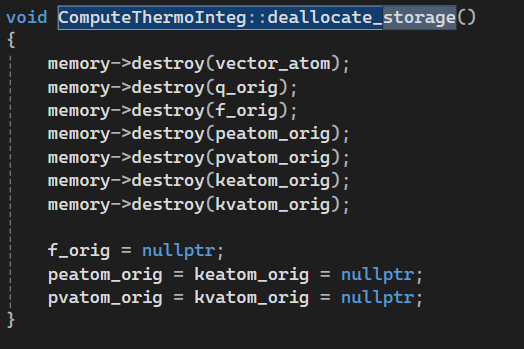 void ComputeThermoInteg::deallocate_storage()
{
memory->destroy(vector_atom);
memory->destroy(q_orig);
memory->destroy(f_orig);
memory->destroy(peatom_orig);
memory->destroy(pvatom_orig);
memory->destroy(keatom_orig);
memory->destroy(kvatom_orig);
f_orig = nullptr;
peatom_orig = keatom_orig = nullptr;
pvatom_orig = kvatom_orig = nullptr;
}